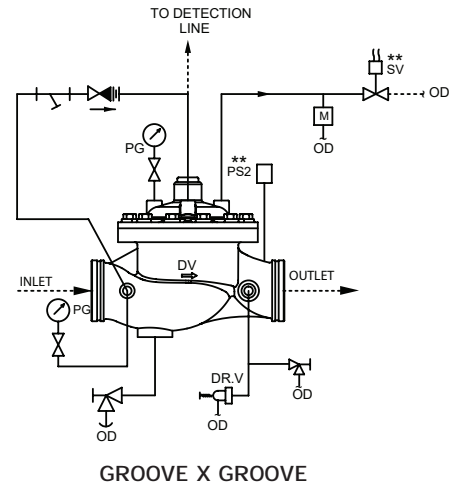 TO DETECTION
LINE
**
SV
OD
PG
M
OD
**
PS2
DV
INLET
OUTLET
PG
DR.V
OD
OD
OD
GROOVE X GROOVE